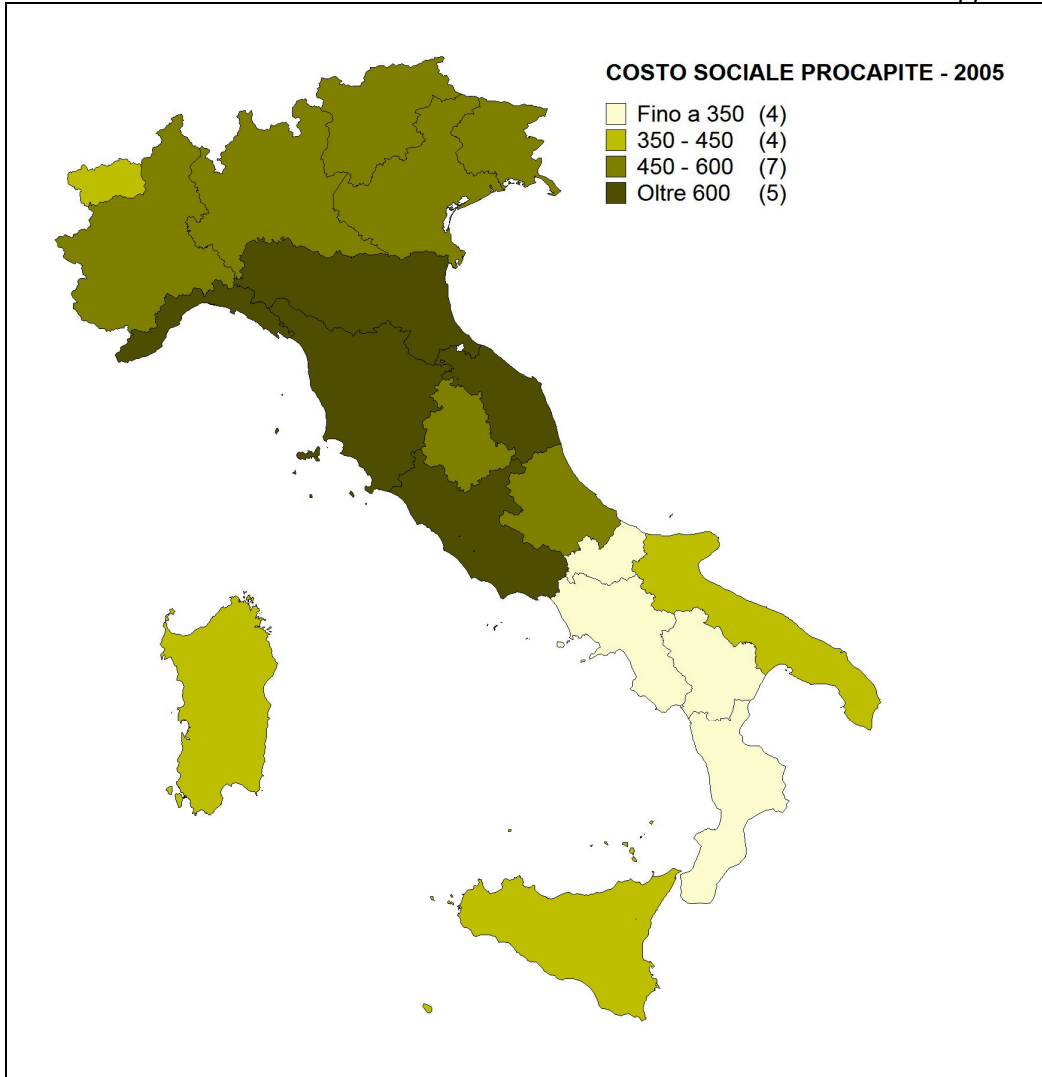 COSTO SOCIALE PROCAPITE - 2005
Fino a 350 (4)
350 - 450 (4)
450 - 600 (7)
Oltre 600 (5)